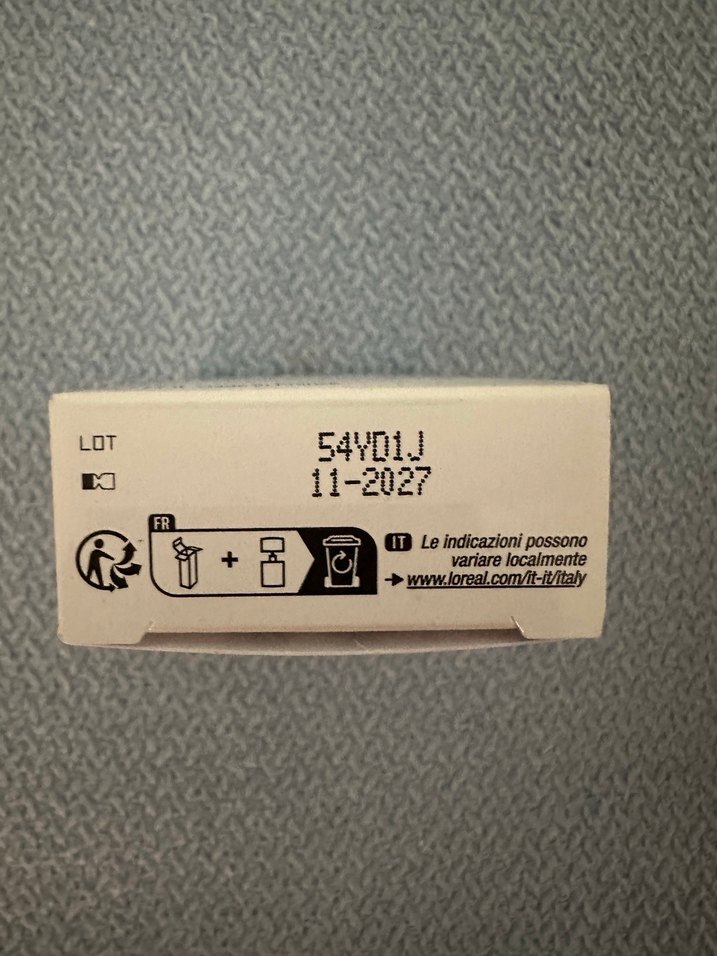 LOT
54YD1J
11-2027
FR
+
IT Le indicazioni possono
variare localmente
www.loreal.com/it-it/italy